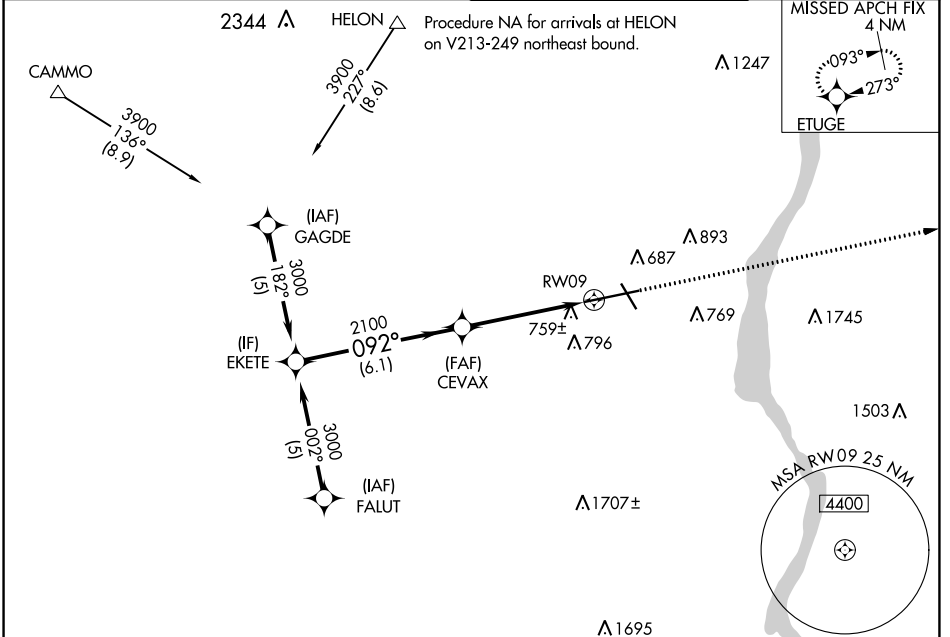 2344
HELON
Procedure NA for arrivals at HELON
on V213-249 northeast bound.
MISSED APCH FIX
4 NM
093°
273°
ETUGE
1247
CAMMO
3900
136°
(8.9)
3900
227°
(8.6)
(IAF)
GAGDE
3000
182°
(5)
893
687
RW09
759±
796
769
1745
2100
092°
(6.1)
(IF)
EKETE
(FAF)
CEVAX
3000
002°
(5)
(IAF)
FALUT
1503
MSA RW09 25 NM
4400
1707±
1695